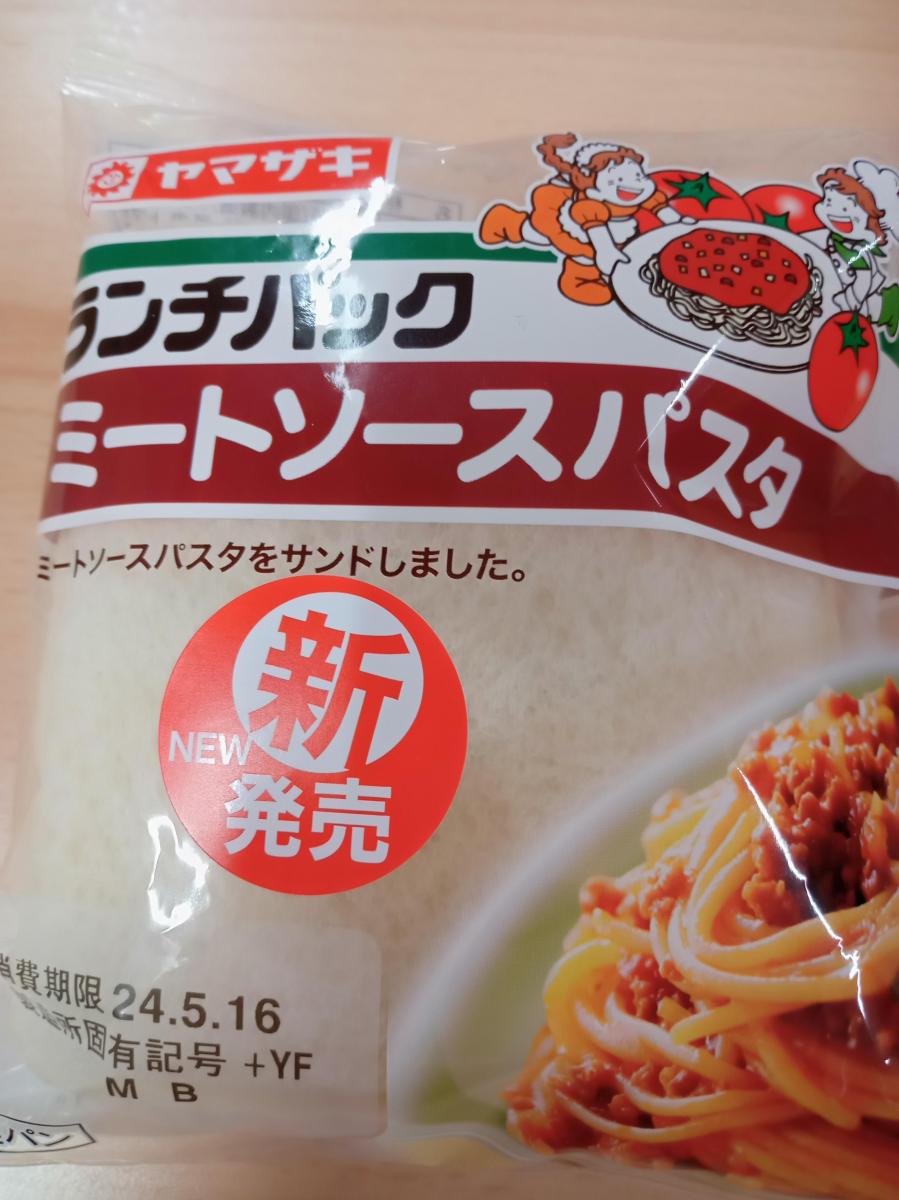 ヤマザキ
ランチパック
ミートソースパスタ
ミートソースパスタをサンドしました。
新
NEW
発売
消費期限 24.5.16
製造所固有記号 +YF
M B
パン